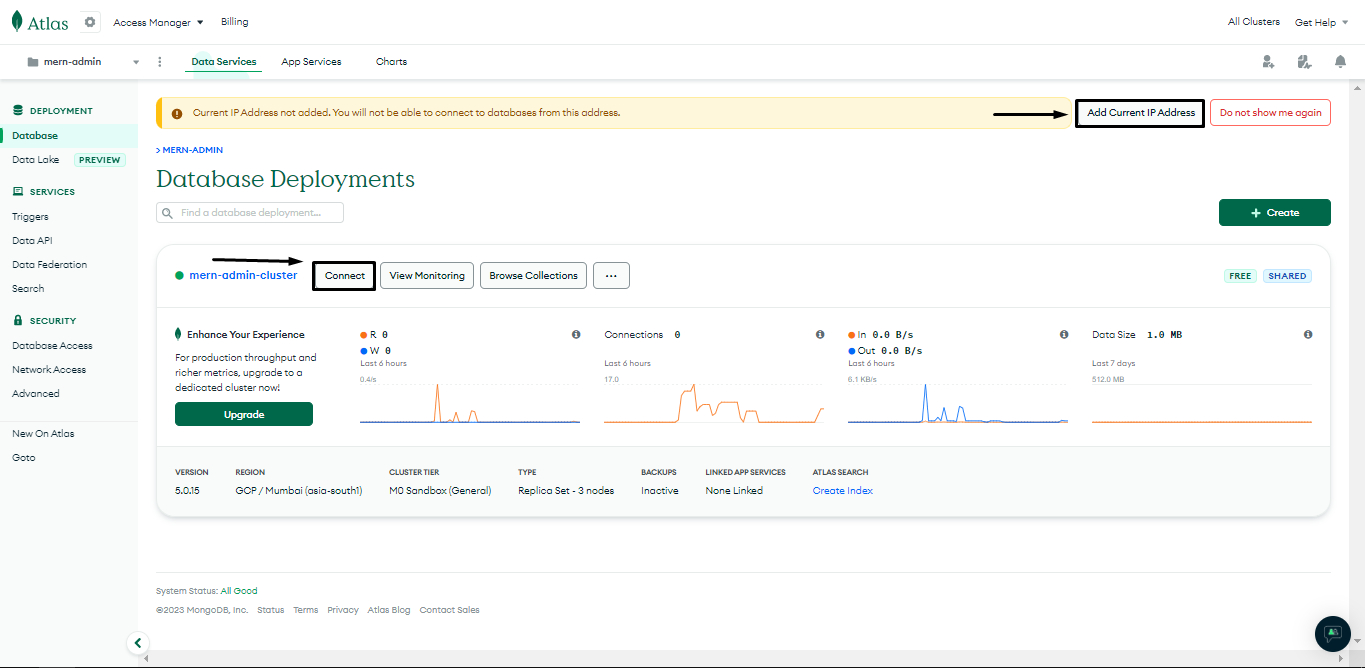 Atlas Access Manager Billing All Clusters Get Help
mern-admin Data Services App Services Charts
DEPLOYMENT
Database
Data Lake PREVIEW
SERVICES
Triggers
Data API
Data Federation
Search
SECURITY
Database Access
Network Access
Advanced
New On Atlas
Goto
Current IP Address not added. You will not be able to connect to databases from this address. Add Current IP Address Do not show me again
> MERN-ADMIN
Database Deployments
Find a database deployment...
+ Create
mern-admin-cluster Connect View Monitoring Browse Collections ... FREE SHARED
Enhance Your Experience
For production throughput and
richer metrics, upgrade to a
dedicated cluster now!
Upgrade
R 0
W 0
Last 6 hours
0.4/s
Connections 0
Last 6 hours
17.0
In 0.0 B/s
Out 0.0 B/s
Last 6 hours
6.1 KB/s
Data Size 1.0 MB
Last 7 days
512.0 MB
VERSION REGION CLUSTER TIER TYPE BACKUPS LINKED APP SERVICES ATLAS SEARCH
5.0.15 GCP / Mumbai (asia-south1) M0 Sandbox (General) Replica Set - 3 nodes Inactive None Linked Create Index
System Status: All Good
©2023 MongoDB, Inc. Status Terms Privacy Atlas Blog Contact Sales